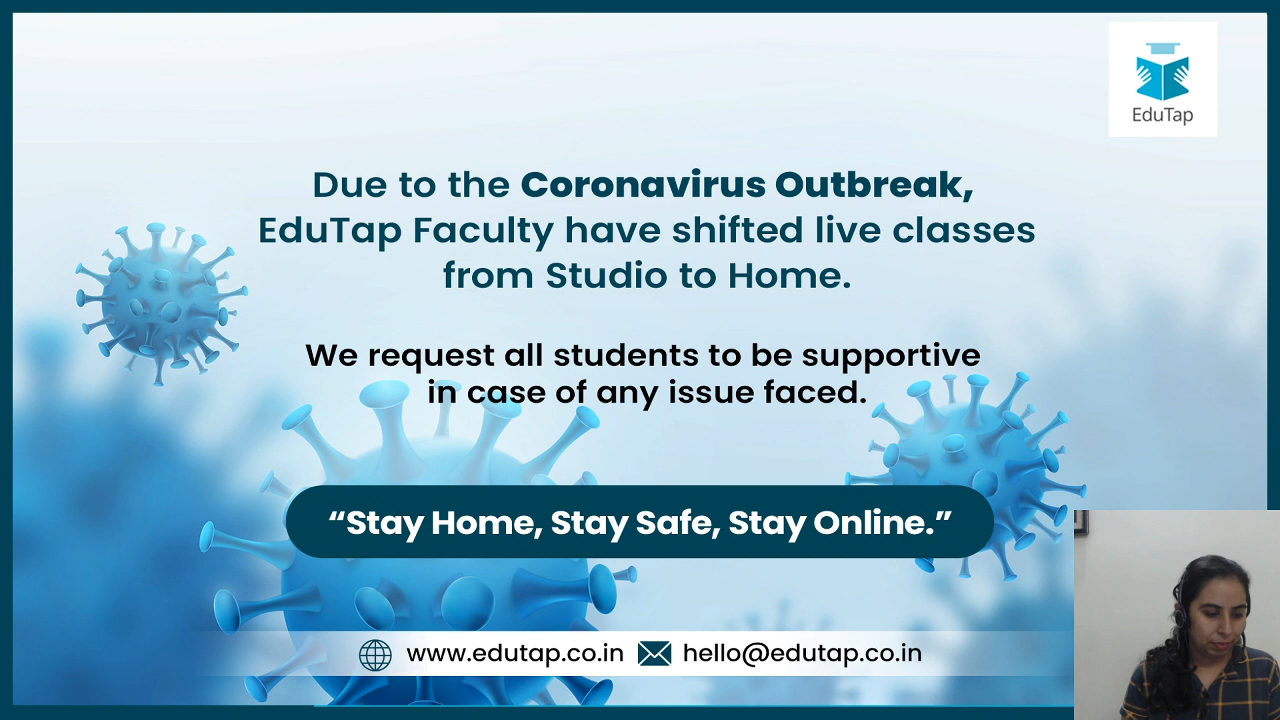 EduTap
Due to the Coronavirus Outbreak,
EduTap Faculty have shifted live classes
from Studio to Home.
We request all students to be supportive
in case of any issue faced.
“Stay Home, Stay Safe, Stay Online.”
www.edutap.co.in hello@edutap.co.in